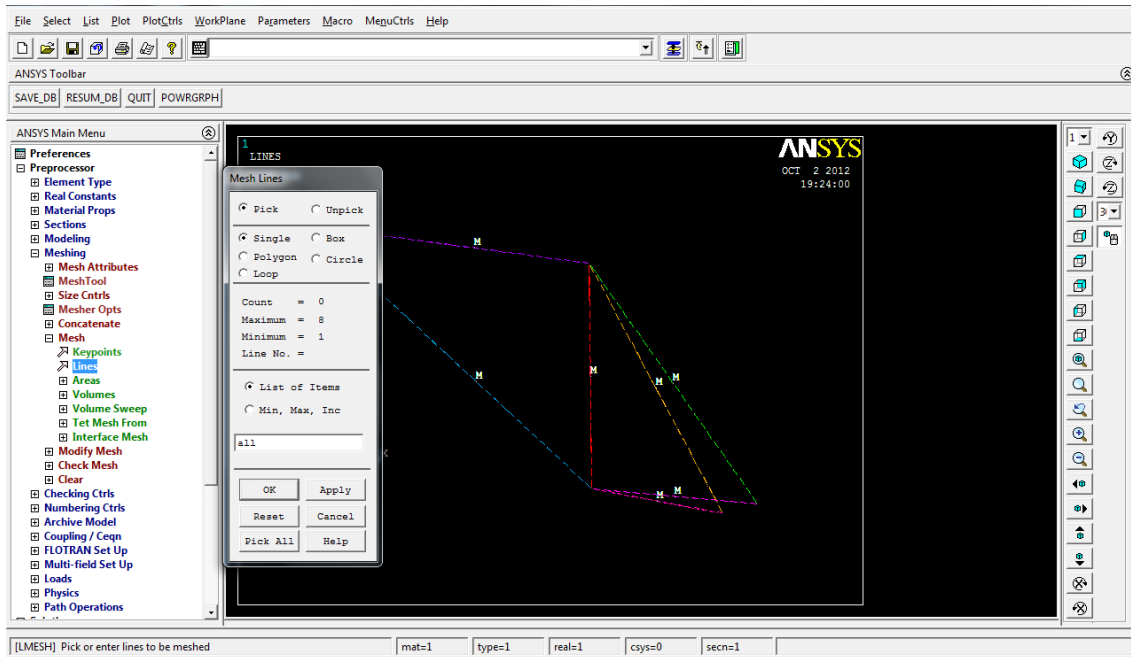 File Select List Plot PlotCtrls WorkPlane Parameters Macro MenuCtrls Help
ANSYS Toolbar
SAVE_DB RESUM_DB QUIT POWRGRPH
ANSYS Main Menu
Preferences
Preprocessor
Element Type
Real Constants
Material Props
Sections
Modeling
Meshing
Mesh Attributes
MeshTool
Size Cntrls
Mesher Opts
Concatenate
Mesh
Keypoints
Lines
Areas
Volumes
Volume Sweep
Tet Mesh From
Interface Mesh
Modify Mesh
Check Mesh
Clear
Checking Ctrls
Numbering Ctrls
Archive Model
Coupling / Ceqn
FLOTRAN Set Up
Multi-field Set Up
Loads
Physics
Path Operations
1
LINES
ANSYS
OCT 2 2012
19:24:00
Mesh Lines
Pick Unpick
Single Box
Polygon Circle
Loop
Count = 0
Maximum = 8
Minimum = 1
Line No. =
List of Items
Min, Max, Inc
all
OK Apply
Reset Cancel
Pick All Help
M
M
M
M M
M M
1
3
[LMESH] Pick or enter lines to be meshed
mat=1 type=1 real=1 csys=0 secn=1